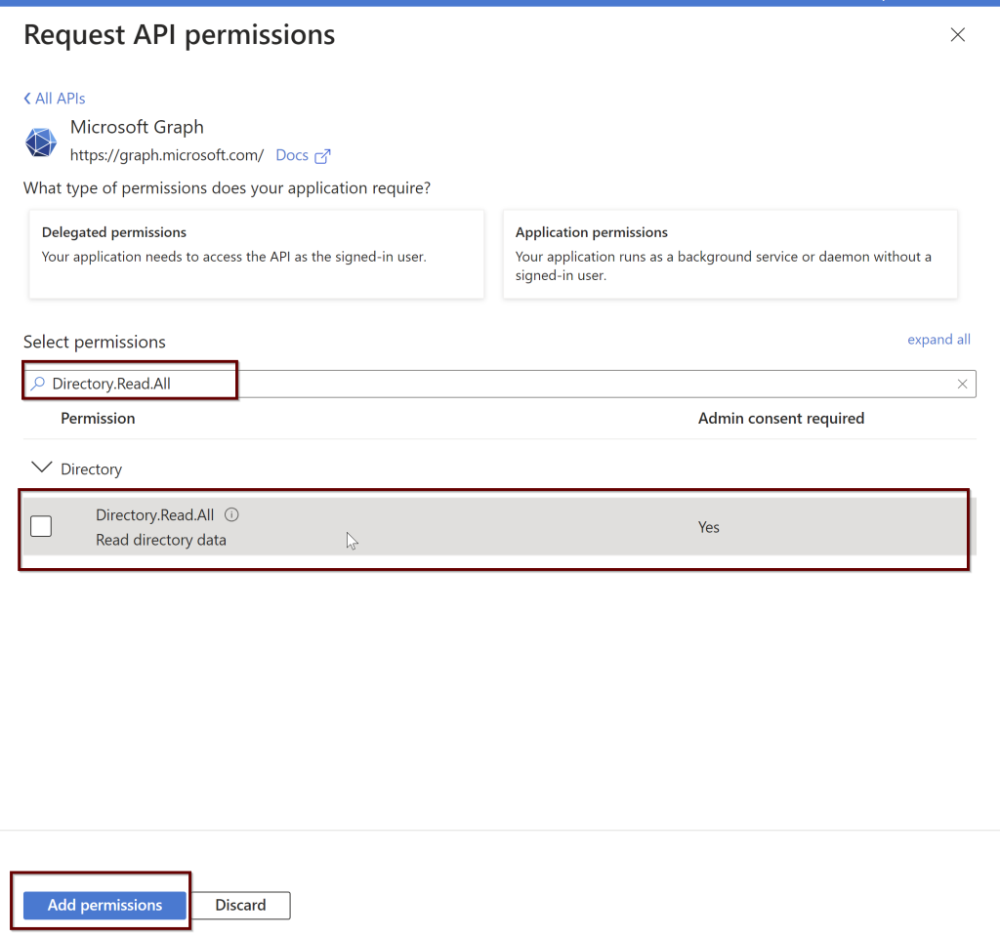 Request API permissions
All APIs
Microsoft Graph
https://graph.microsoft.com/ Docs
What type of permissions does your application require?
Delegated permissions
Your application needs to access the API as the signed-in user.
Application permissions
Your application runs as a background service or daemon without a
signed-in user.
Select permissions
expand all
Directory.Read.All
Permission
Admin consent required
Directory
Directory.Read.All
Read directory data
Yes
Add permissions
Discard